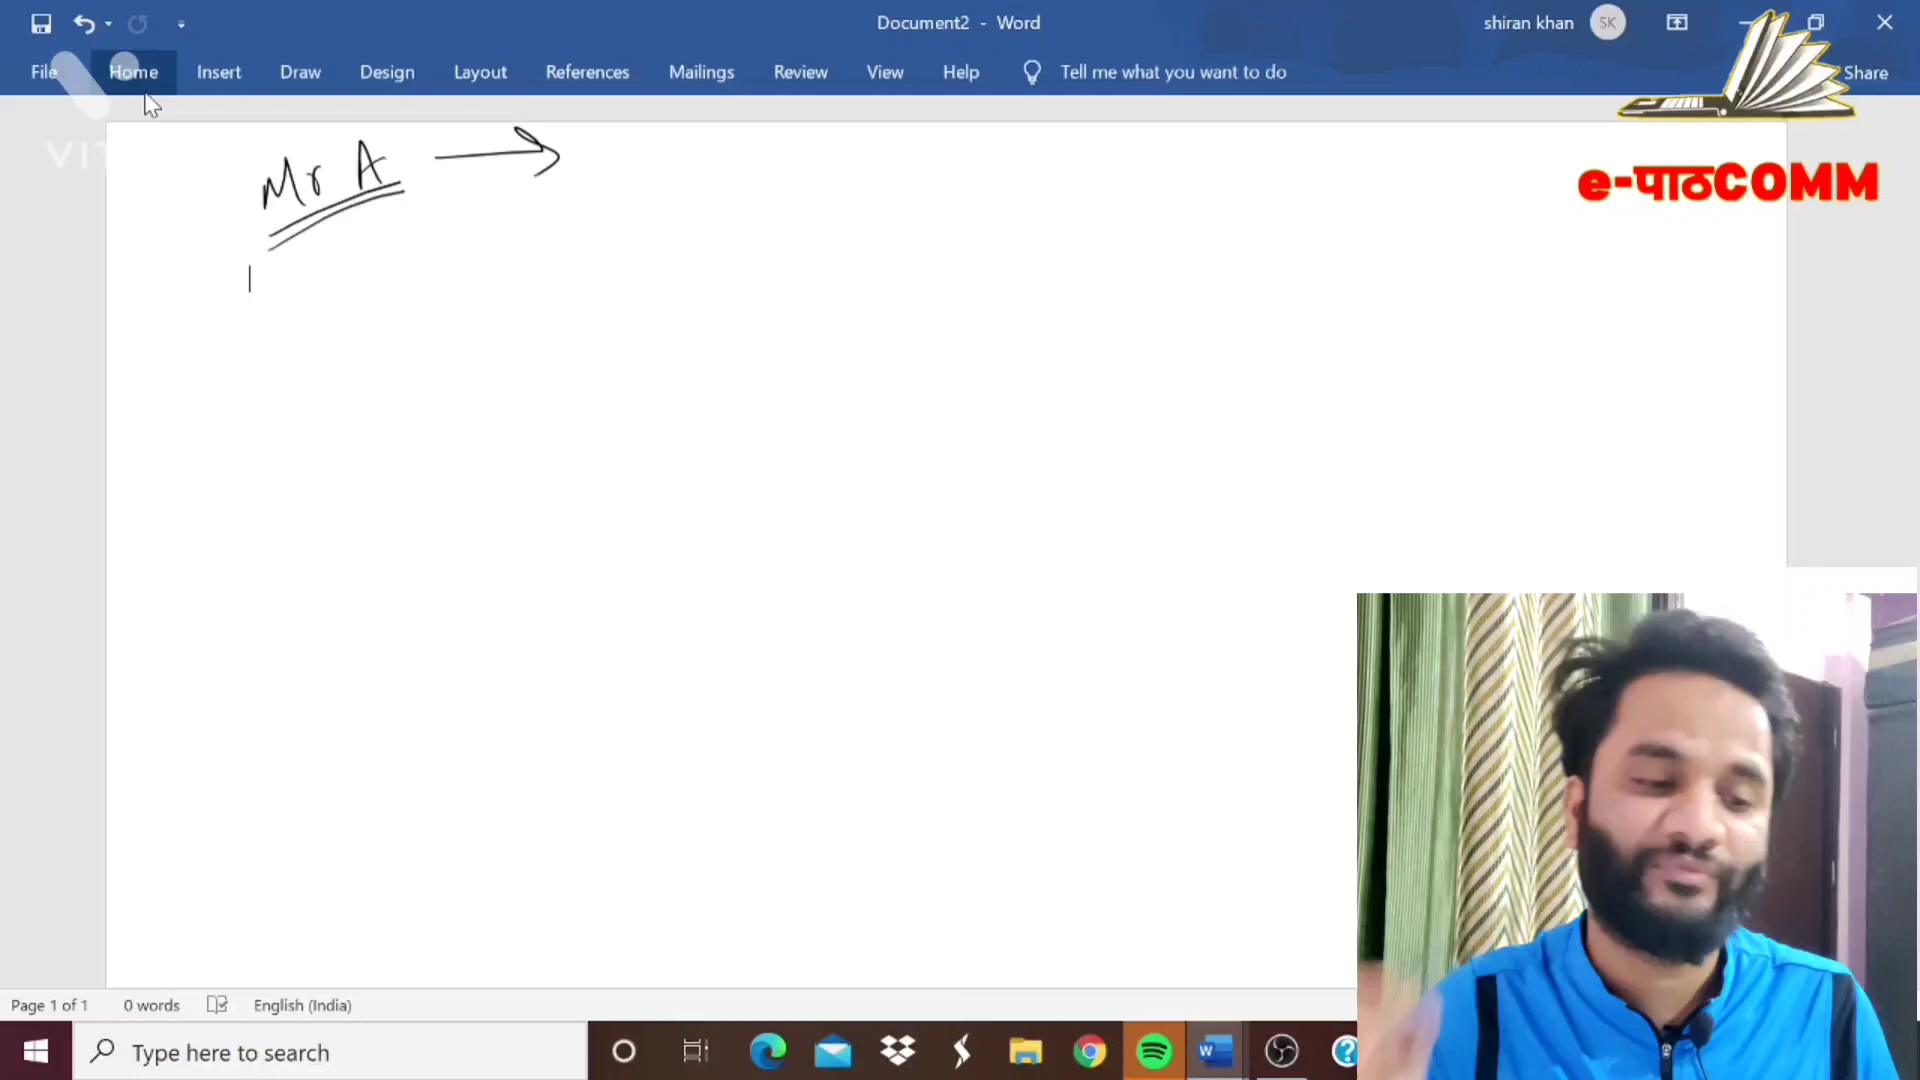 Document2 - Word
shiran khan
SK
File
Home
Insert
Draw
Design
Layout
References
Mailings
Review
View
Help
Tell me what you want to do
Share
VIT
Mr A
e-पाठCOMM
Page 1 of 1
0 words
English (India)
Type here to search